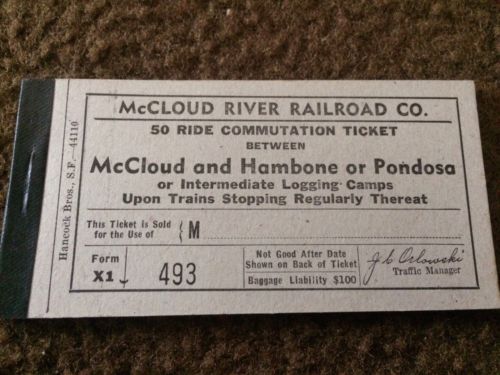 McCLOUD RIVER RAILROAD CO.
50 RIDE COMMUTATION TICKET
BETWEEN
McCloud and Hambone or Pondosa
or Intermediate Logging Camps
Upon Trains Stopping Regularly Thereat
This Ticket is Sold
for the Use of
M
Form
X1
493
Not Good After Date
Shown on Back of Ticket
Baggage Liability $100
J C Orlowski
Traffic Manager
Hancock Bros., S.F.—44110